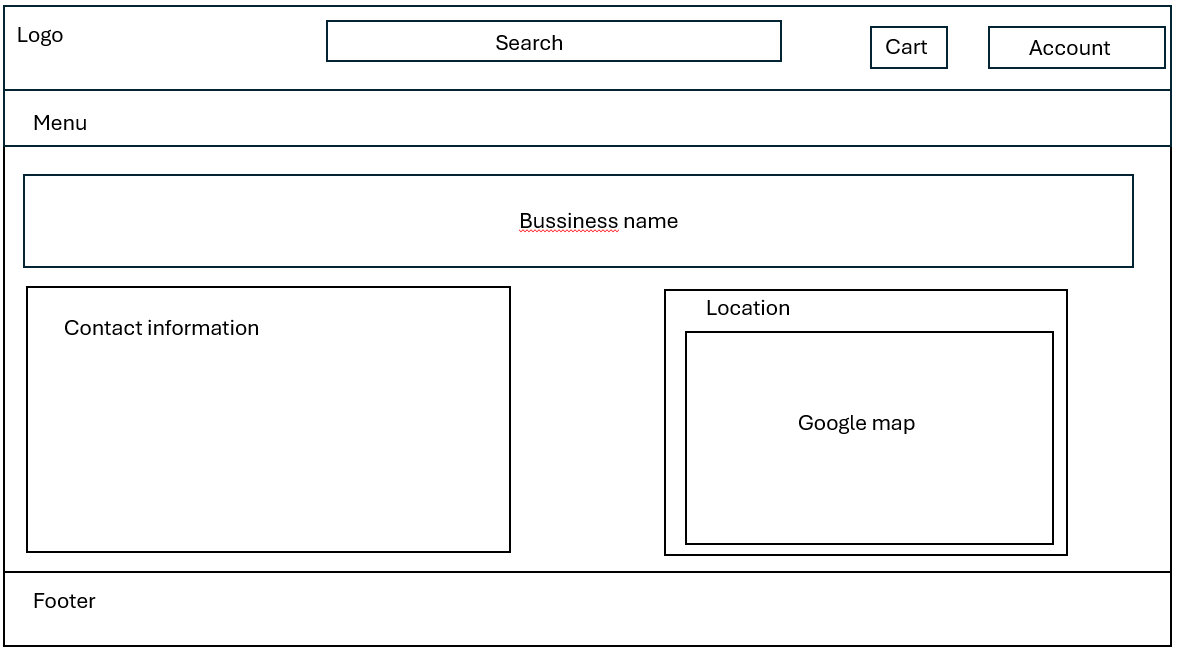 Logo
Search
Cart
Account
Menu
Bussiness name
Contact information
Location
Google map
Footer